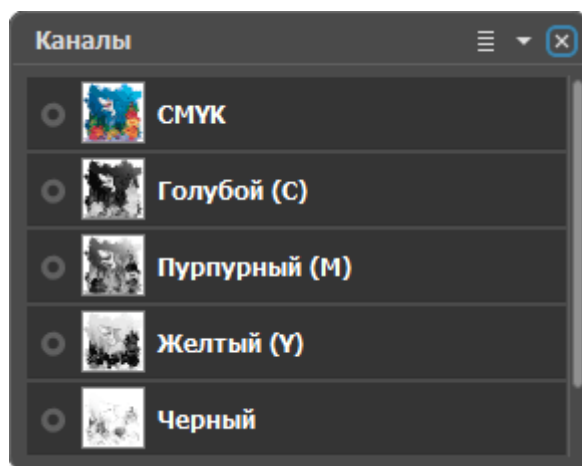 Каналы
CMYK
Голубой (C)
Пурпурный (M)
Желтый (Y)
Черный